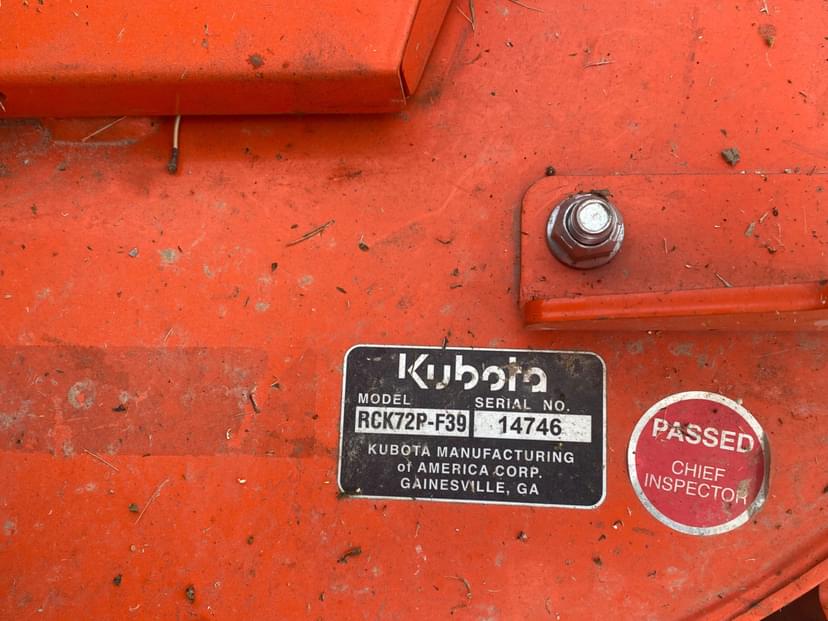 Kubota
MODEL SERIAL NO.
RCK72P-F39 14746
KUBOTA MANUFACTURING
of AMERICA CORP.
GAINESVILLE, GA
PASSED
CHIEF
INSPECTOR